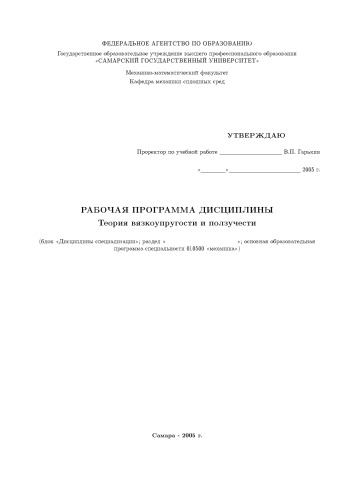 ФЕДЕРАЛЬНОЕ АГЕНТСТВО ПО ОБРАЗОВАНИЮ
Государственное образовательное учреждение высшего профессионального образования
«САМАРСКИЙ ГОСУДАРСТВЕННЫЙ УНИВЕРСИТЕТ»
Механико-математический факультет
Кафедра механики сплошных сред
УТВЕРЖДАЮ
Проректор по учебной работе ____________________ В.П. Гарькин
«________»________________________ 2005 г.
РАБОЧАЯ ПРОГРАММА ДИСЦИПЛИНЫ
Теория вязкоупругости и ползучести
(блок «Дисциплины специализации»; раздел « »; основная образовательная
программа специальности 010500 «механика»)
Самара - 2005 г.